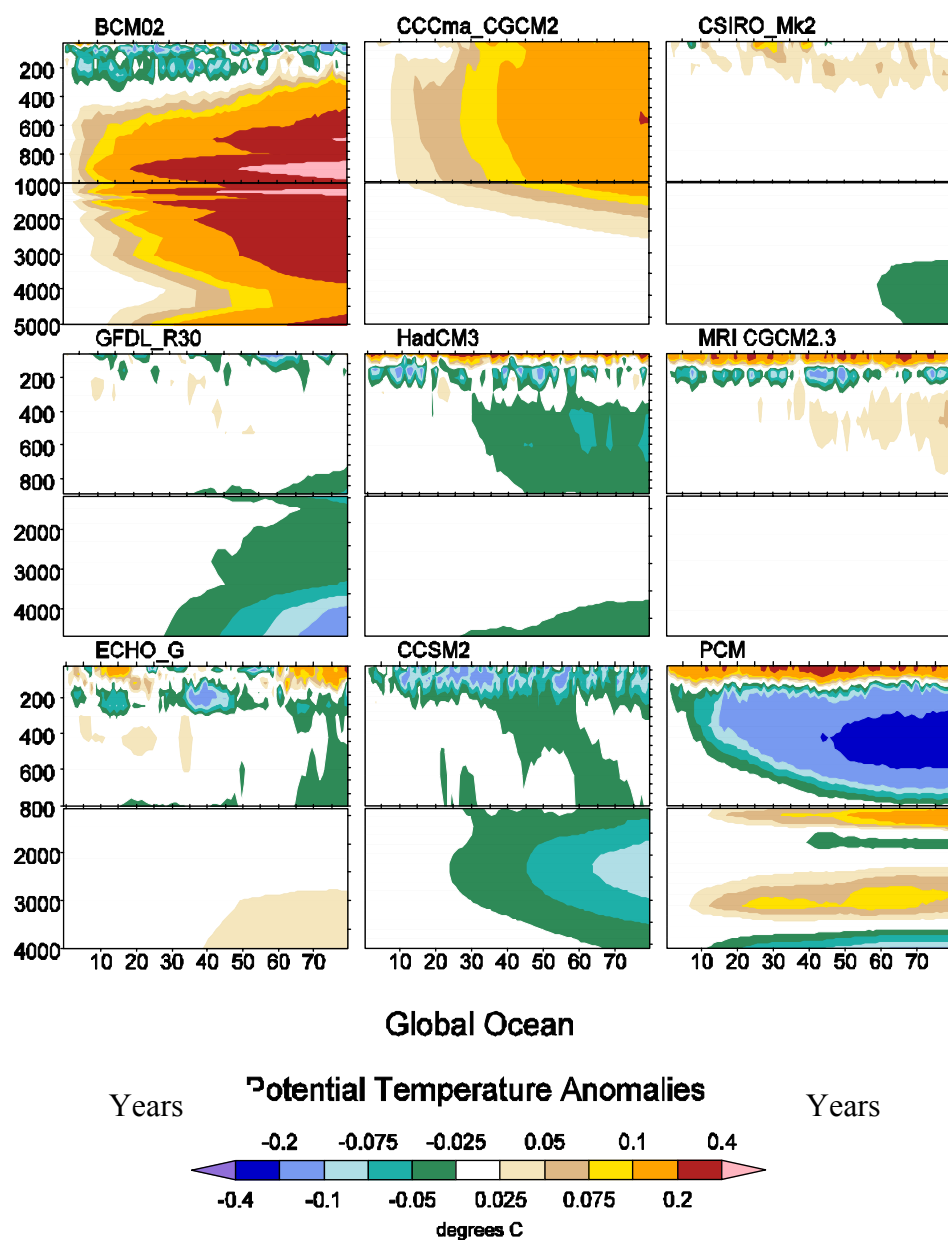 BCM02 CCCma_CGCM2 CSIRO_Mk2
200
400
600
800
1000
2000
3000
4000
5000
GFDL_R30 HadCM3 MRI CGCM2.3
200
400
600
800
2000
3000
4000
ECHO_G CCSM2 PCM
200
400
600
800
800
2000
3000
4000
10 20 30 40 50 60 70 10 20 30 40 50 60 70 10 20 30 40 50 60 70
Global Ocean
Potential Temperature Anomalies
Years Years
-0.2 -0.075 -0.025 0.05 0.1 0.4
-0.4 -0.1 -0.05 0.025 0.075 0.2
degrees C